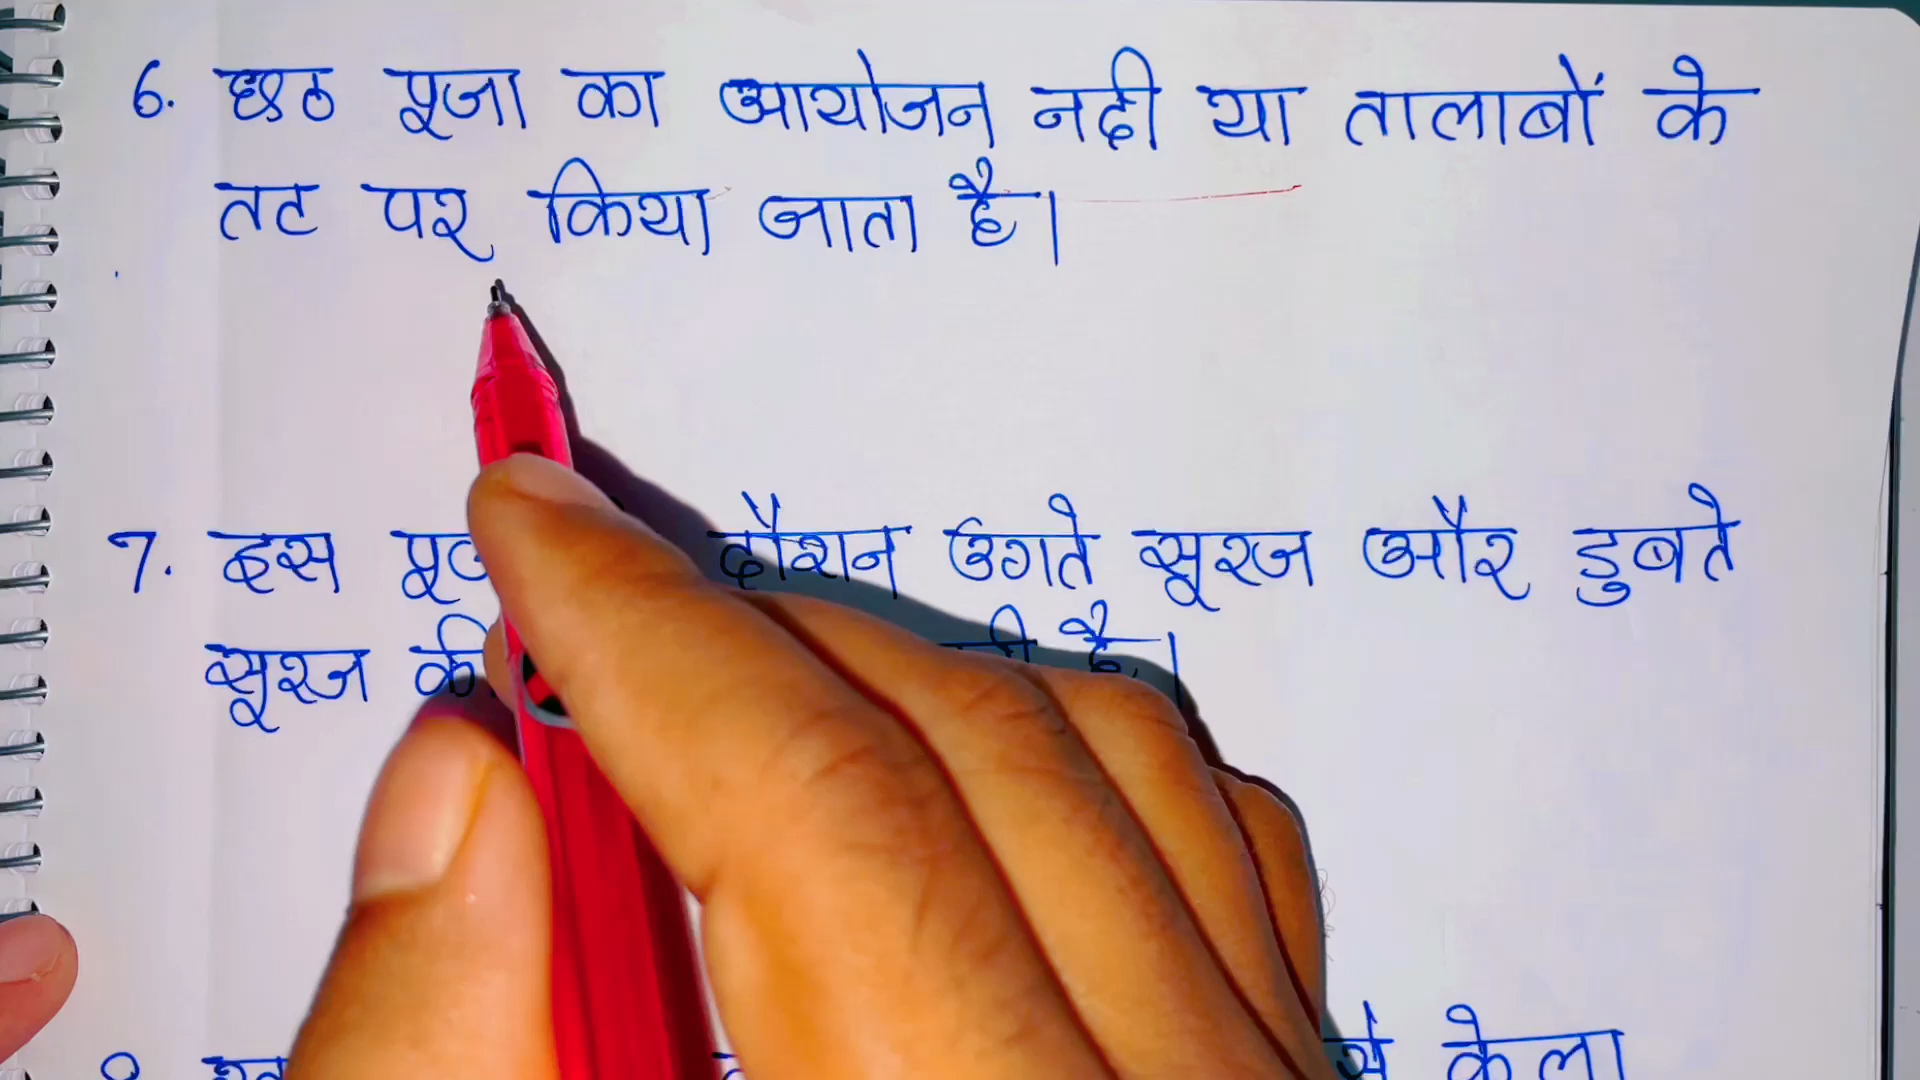 6. छठ पूजा का आयोजन नदी या तालाबों के
तट पर किया जाता है।
7. इस दौरान उगते सूरज और डुबते
सूरज की है।
केला